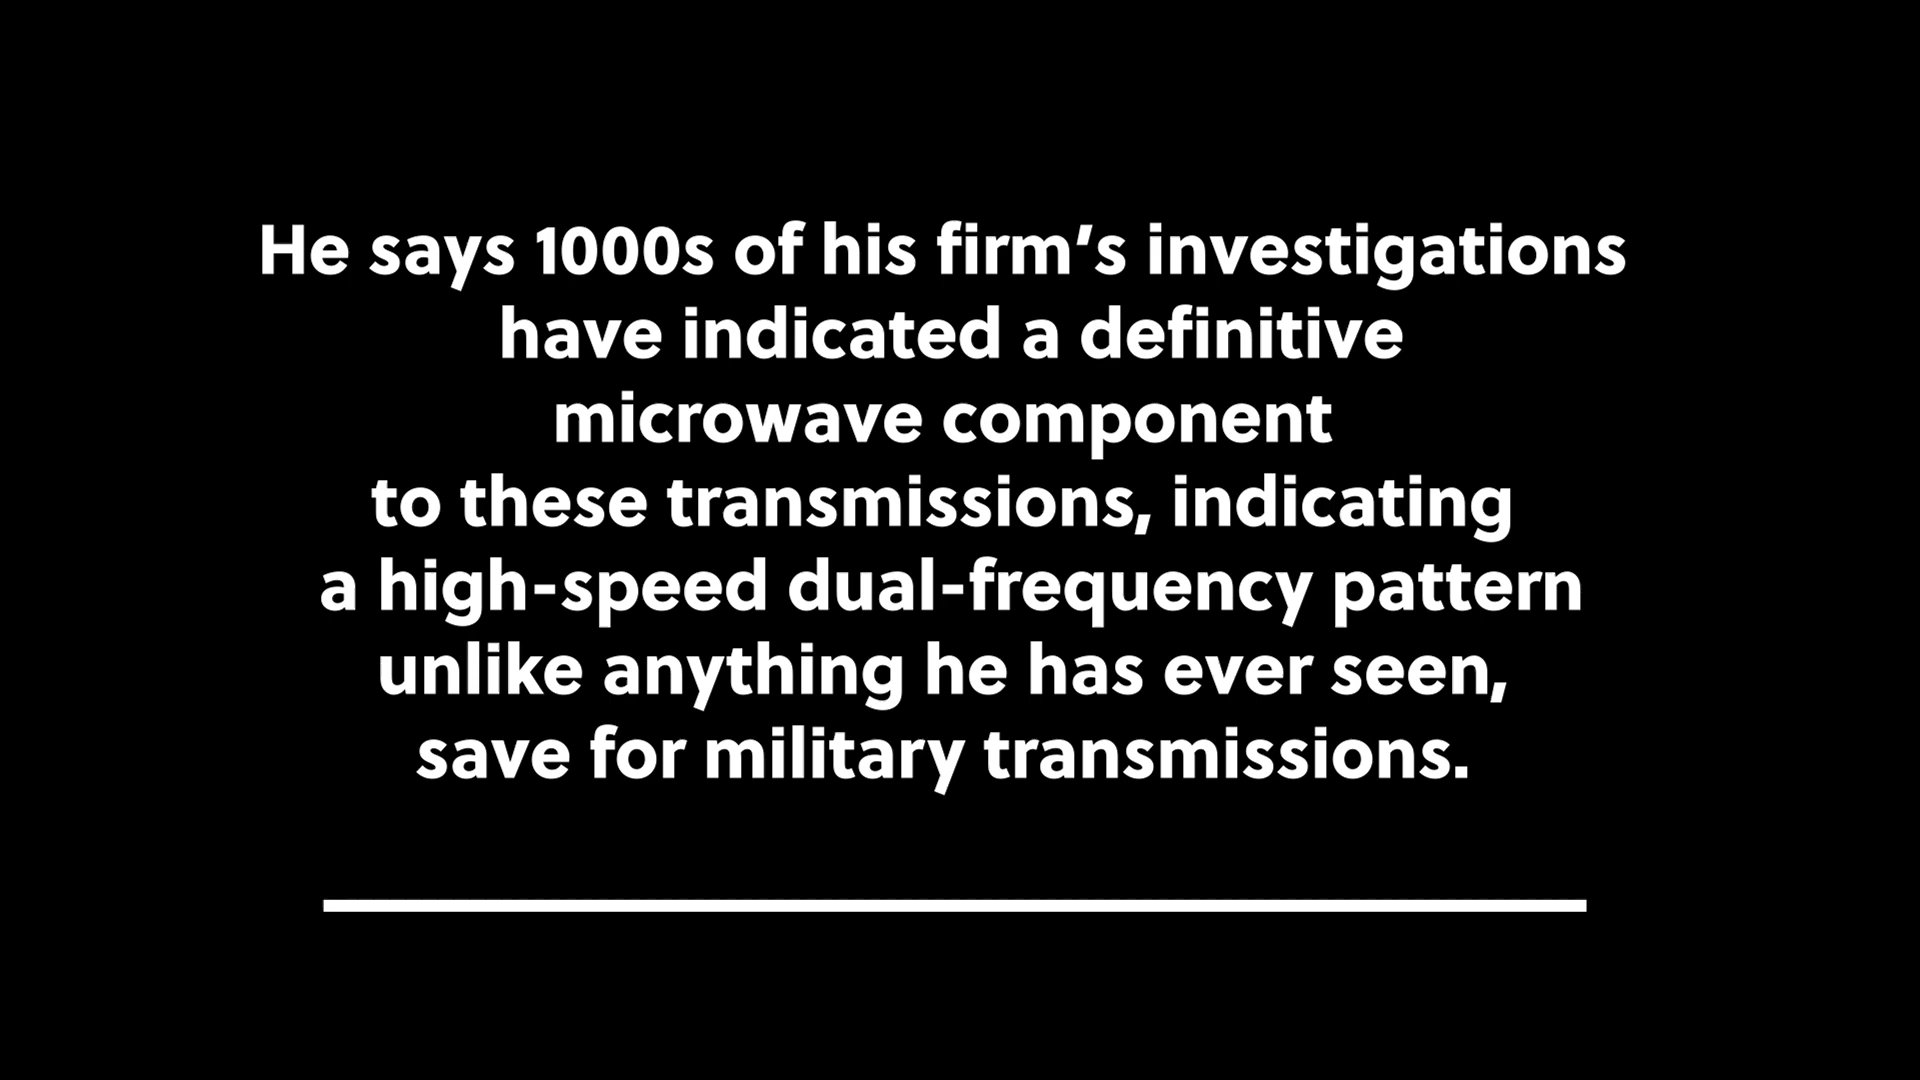 He says 1000s of his firm’s investigations
have indicated a definitive
microwave component
to these transmissions, indicating
a high-speed dual-frequency pattern
unlike anything he has ever seen,
save for military transmissions.